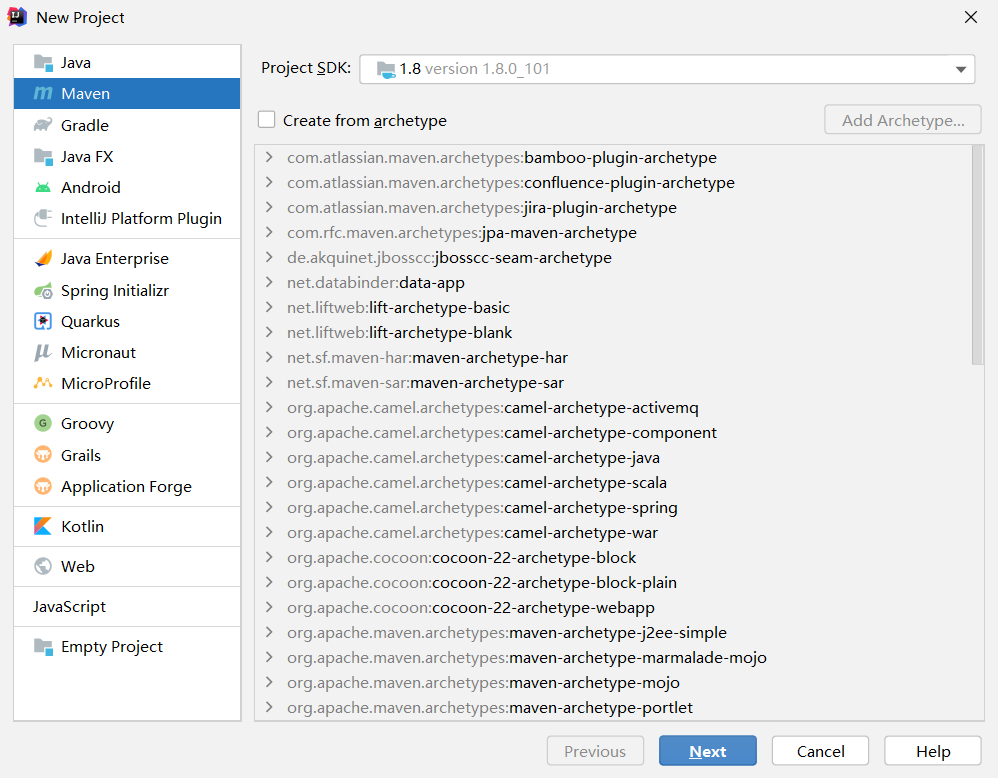 New Project
Java
Maven
Gradle
Java FX
Android
IntelliJ Platform Plugin
Java Enterprise
Spring Initializr
Quarkus
Micronaut
MicroProfile
Groovy
Grails
Application Forge
Kotlin
Web
JavaScript
Empty Project
Project SDK: 1.8 version 1.8.0_101
Create from archetype Add Archetype...
com.atlassian.maven.archetypes:bamboo-plugin-archetype
com.atlassian.maven.archetypes:confluence-plugin-archetype
com.atlassian.maven.archetypes:jira-plugin-archetype
com.rfc.maven.archetypes:jpa-maven-archetype
de.akquinet.jbosscc:jbosscc-seam-archetype
net.databinder:data-app
net.liftweb:lift-archetype-basic
net.liftweb:lift-archetype-blank
net.sf.maven-har:maven-archetype-har
net.sf.maven-sar:maven-archetype-sar
org.apache.camel.archetypes:camel-archetype-activemq
org.apache.camel.archetypes:camel-archetype-component
org.apache.camel.archetypes:camel-archetype-java
org.apache.camel.archetypes:camel-archetype-scala
org.apache.camel.archetypes:camel-archetype-spring
org.apache.camel.archetypes:camel-archetype-war
org.apache.cocoon:cocoon-22-archetype-block
org.apache.cocoon:cocoon-22-archetype-block-plain
org.apache.cocoon:cocoon-22-archetype-webapp
org.apache.maven.archetypes:maven-archetype-j2ee-simple
org.apache.maven.archetypes:maven-archetype-marmalade-mojo
org.apache.maven.archetypes:maven-archetype-mojo
org.apache.maven.archetypes:maven-archetype-portlet
Previous Next Cancel Help